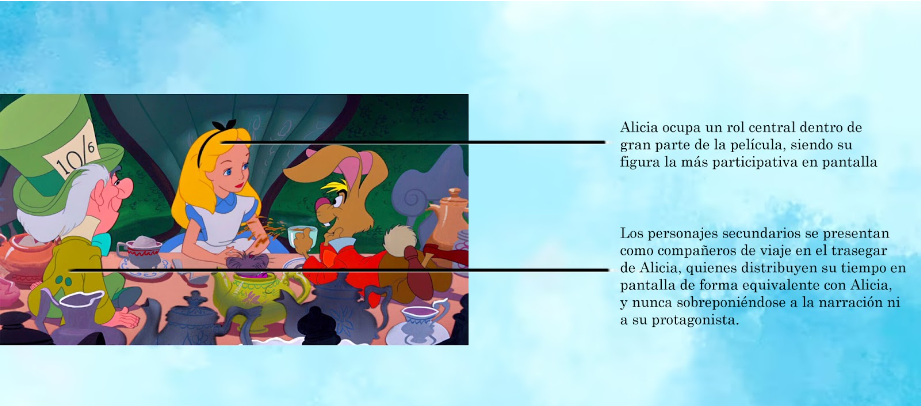 10/6
Alicia ocupa un rol central dentro de
gran parte de la película, siendo su
figura la más participativa en pantalla
Los personajes secundarios se presentan
como compañeros de viaje en el trasegar
de Alicia, quienes distribuyen su tiempo en
pantalla de forma equivalente con Alicia,
y nunca sobreponiéndose a la narración ni
a su protagonista.